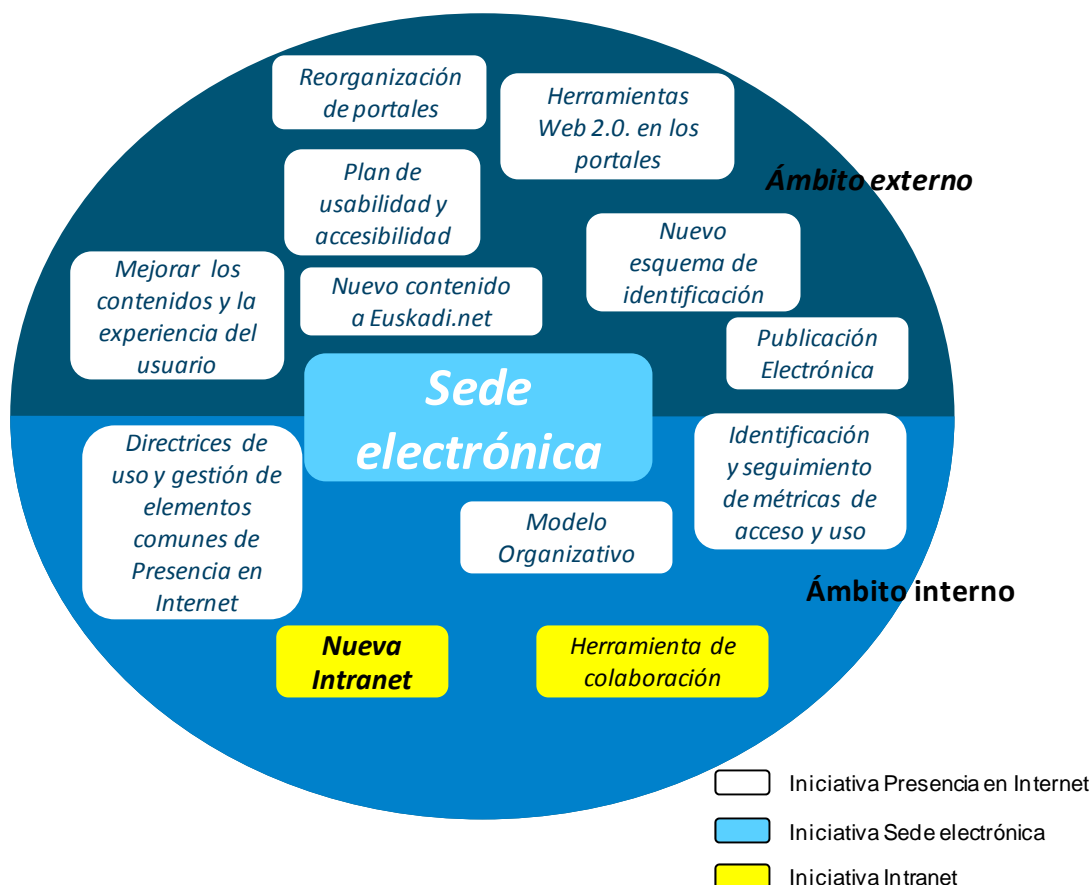 Reorganización
de portales
Herramientas
Web 2.0. en los
portales
Plan de
usabilidad y
accesibilidad
Ámbito externo
Nuevo
esquema de
identificación
Mejorar los
contenidos y la
experiencia del
usuario
Nuevo contenido
a Euskadi.net
Publicación
Electrónica
Sede
electrónica
Directrices de
uso y gestión de
elementos
comunes de
Presencia en
Internet
Identificación
y seguimiento
de métricas de
acceso y uso
Modelo
Organizativo
Ámbito interno
Nueva
Intranet
Herramienta de
colaboración
Iniciativa Presencia en Internet
Iniciativa Sede electrónica
Iniciativa Intranet